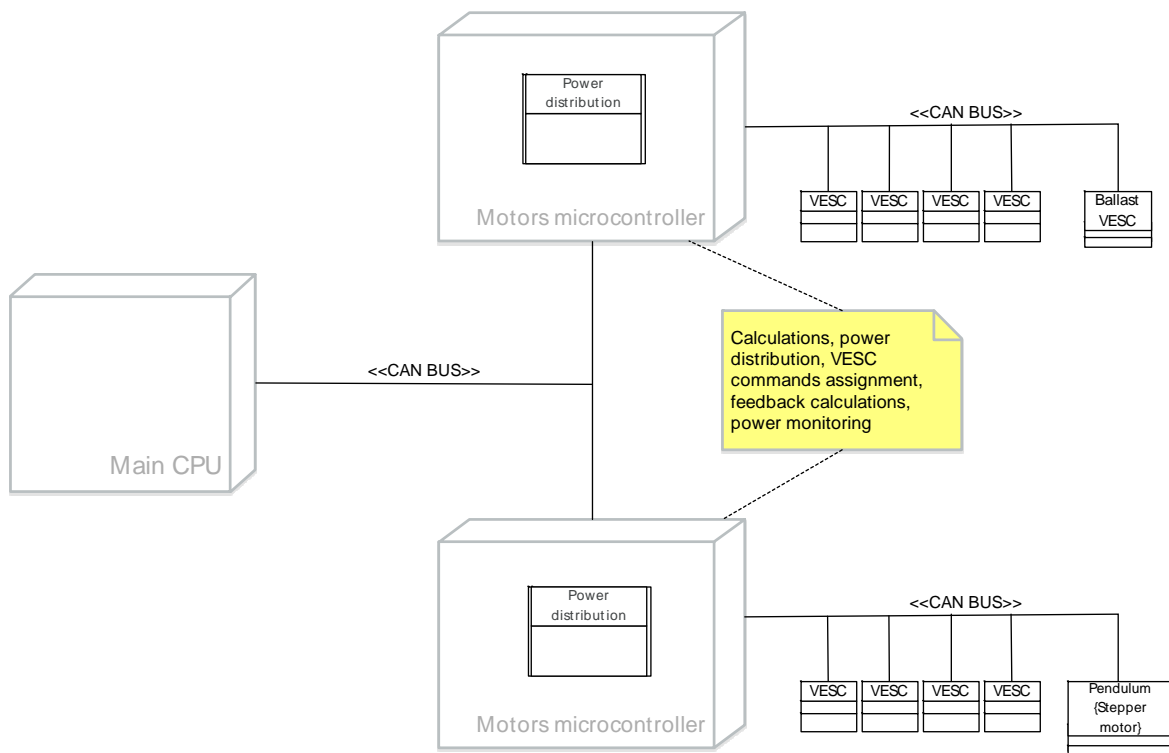 Power
distribution
Motors microcontroller
<<CAN BUS>>
VESC
VESC
VESC
VESC
Ballast
VESC
Main CPU
<<CAN BUS>>
Calculations, power
distribution, VESC
commands assignment,
feedback calculations,
power monitoring
Power
distribution
Motors microcontroller
<<CAN BUS>>
VESC
VESC
VESC
VESC
Pendulum
{Stepper
motor}